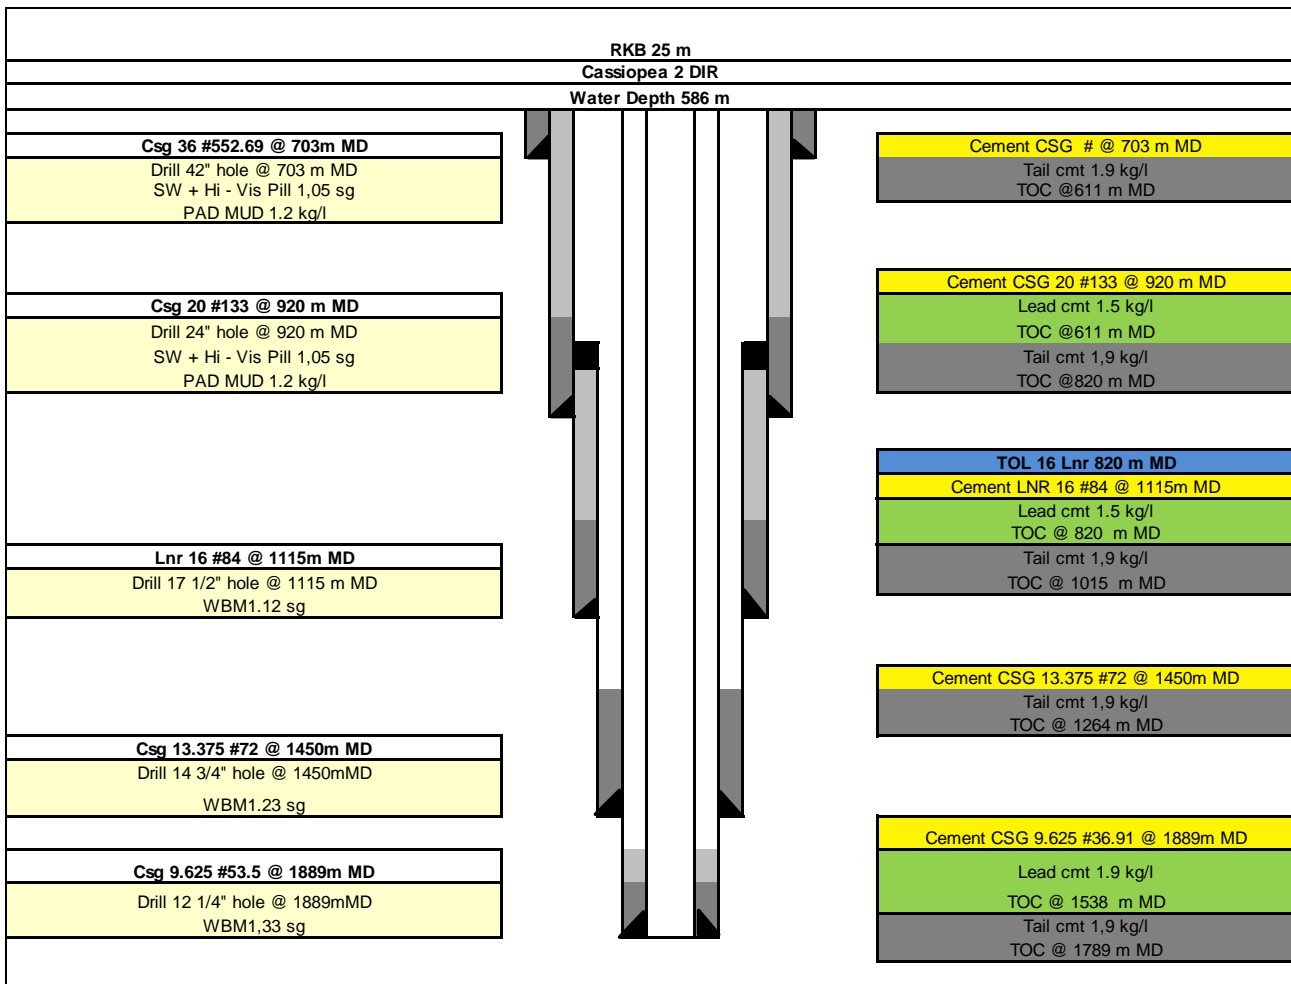 RKB 25 m
Cassiopea 2 DIR
Water Depth 586 m
Csg 36 #552.69 @ 703m MD
Drill 42" hole @ 703 m MD
SW + Hi - Vis Pill 1,05 sg
PAD MUD 1.2 kg/l
Cement CSG # @ 703 m MD
Tail cmt 1.9 kg/l
TOC @611 m MD
Csg 20 #133 @ 920 m MD
Drill 24" hole @ 920 m MD
SW + Hi - Vis Pill 1,05 sg
PAD MUD 1.2 kg/l
Cement CSG 20 #133 @ 920 m MD
Lead cmt 1.5 kg/l
TOC @611 m MD
Tail cmt 1,9 kg/l
TOC @820 m MD
TOL 16 Lnr 820 m MD
Cement LNR 16 #84 @ 1115m MD
Lead cmt 1.5 kg/l
TOC @ 820 m MD
Tail cmt 1,9 kg/l
TOC @ 1015 m MD
Lnr 16 #84 @ 1115m MD
Drill 17 1/2" hole @ 1115 m MD
WBM1.12 sg
Cement CSG 13.375 #72 @ 1450m MD
Tail cmt 1,9 kg/l
TOC @ 1264 m MD
Csg 13.375 #72 @ 1450m MD
Drill 14 3/4" hole @ 1450mMD
WBM1.23 sg
Cement CSG 9.625 #36.91 @ 1889m MD
Lead cmt 1.9 kg/l
TOC @ 1538 m MD
Tail cmt 1,9 kg/l
TOC @ 1789 m MD
Csg 9.625 #53.5 @ 1889m MD
Drill 12 1/4" hole @ 1889mMD
WBM1,33 sg